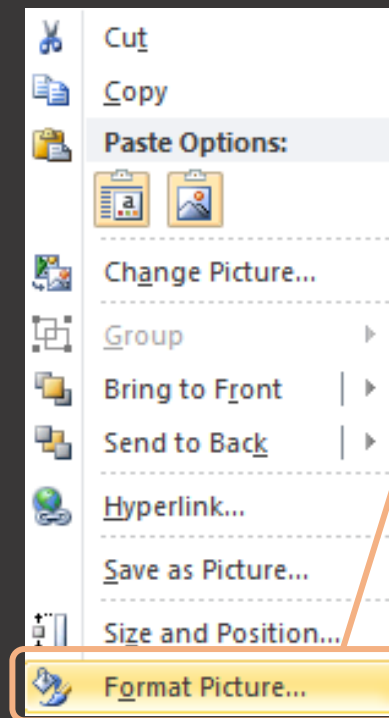 Cut
Copy
Paste Options:
a
Change Picture...
Group
Bring to Front
Send to Back
Hyperlink...
Save as Picture...
Size and Position...
Format Picture...